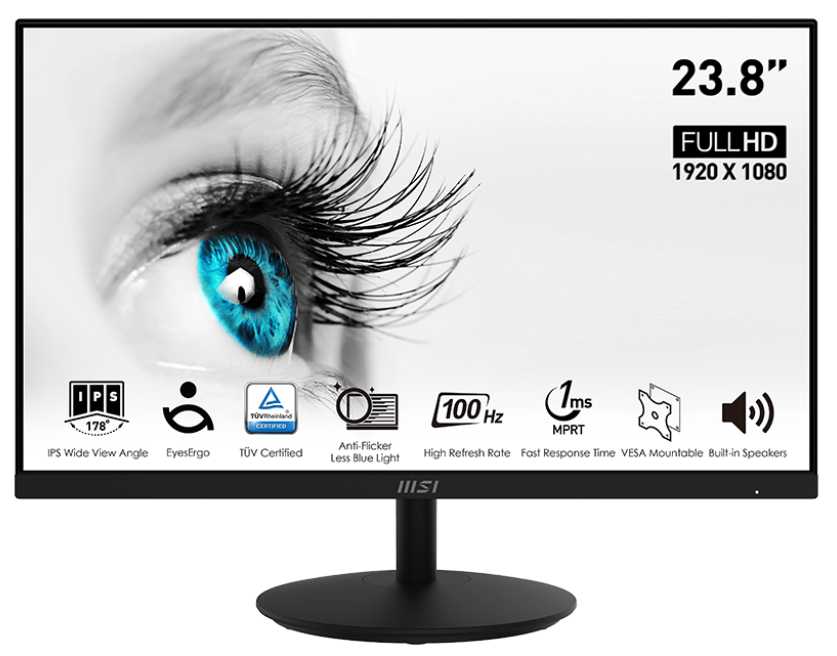 23.8”
FULL HD
1920 X 1080
IPS
178°
TÜVRheinland®
CERTIFIED
100Hz
1ms
MPRT
IPS Wide View Angle
EyesErgo
TÜV Certified
Anti-Flicker
Less Blue Light
High Refresh Rate
Fast Response Time
VESA Mountable
Built-in Speakers
msi